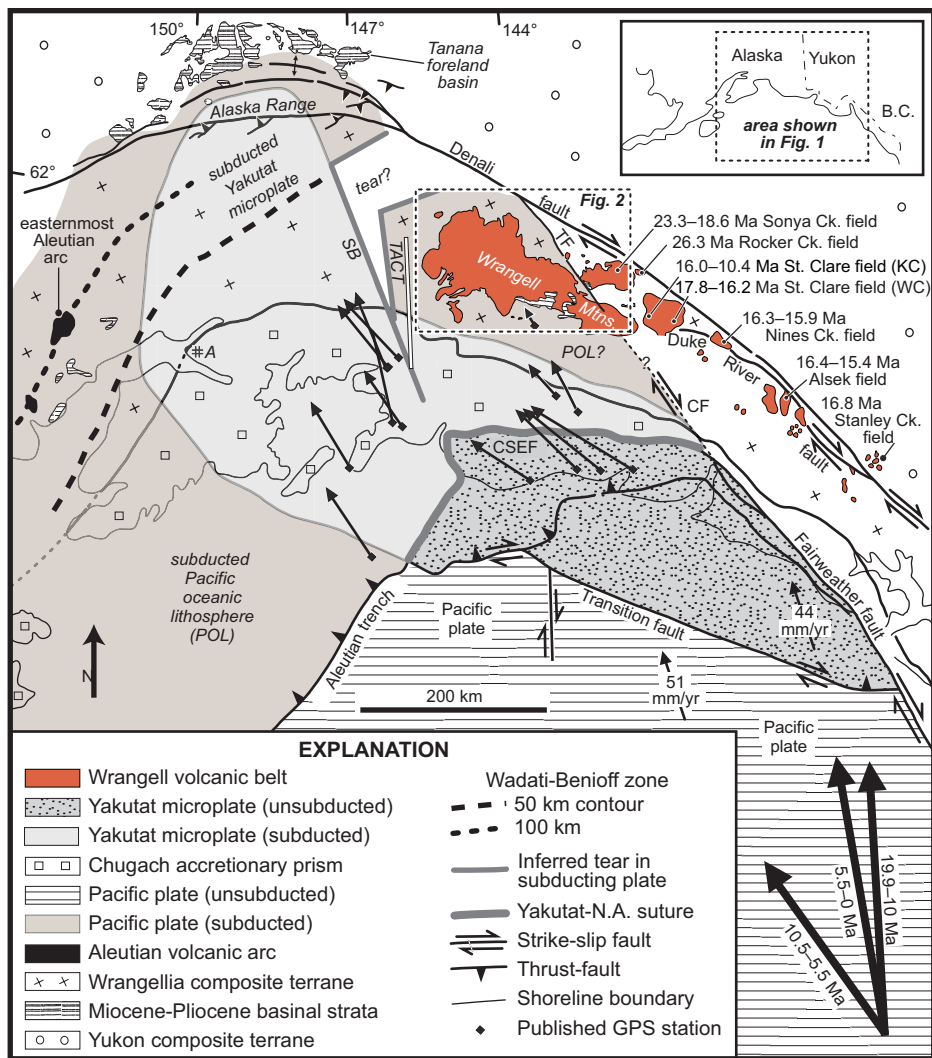 150°
147°
144°
Tanana
foreland
basin
Alaska
Yukon
B.C.
area shown
in Fig. 1
Alaska Range
62°
subducted
Yakutat
microplate
tear?
Denali
fault
Fig. 2
easternmost
Aleutian
arc
SB
TACT
TF
Wrangell
Mtns.
23.3–18.6 Ma Sonya Ck. field
26.3 Ma Rocker Ck. field
16.0–10.4 Ma St. Clare field (KC)
17.8–16.2 Ma St. Clare field (WC)
16.3–15.9 Ma
Nines Ck. field
16.4–15.4 Ma
Alsek field
16.8 Ma
Stanley Ck.
field
Duke
River
fault
#A
POL?
?
CF
CSEF
subducted
Pacific
oceanic
lithosphere
(POL)
N
Aleutian trench
Pacific
plate
Transition fault
Fairweather fault
44
mm/yr
51
mm/yr
200 km
Pacific
plate
19.9–10 Ma
5.5–0 Ma
10.5–5.5 Ma
EXPLANATION
Wrangell volcanic belt
Yakutat microplate (unsubducted)
Yakutat microplate (subducted)
Chugach accretionary prism
Pacific plate (unsubducted)
Pacific plate (subducted)
Aleutian volcanic arc
Wrangellia composite terrane
Miocene-Pliocene basinal strata
Yukon composite terrane
Wadati-Benioff zone
50 km contour
100 km
Inferred tear in
subducting plate
Yakutat-N.A. suture
Strike-slip fault
Thrust-fault
Shoreline boundary
Published GPS station